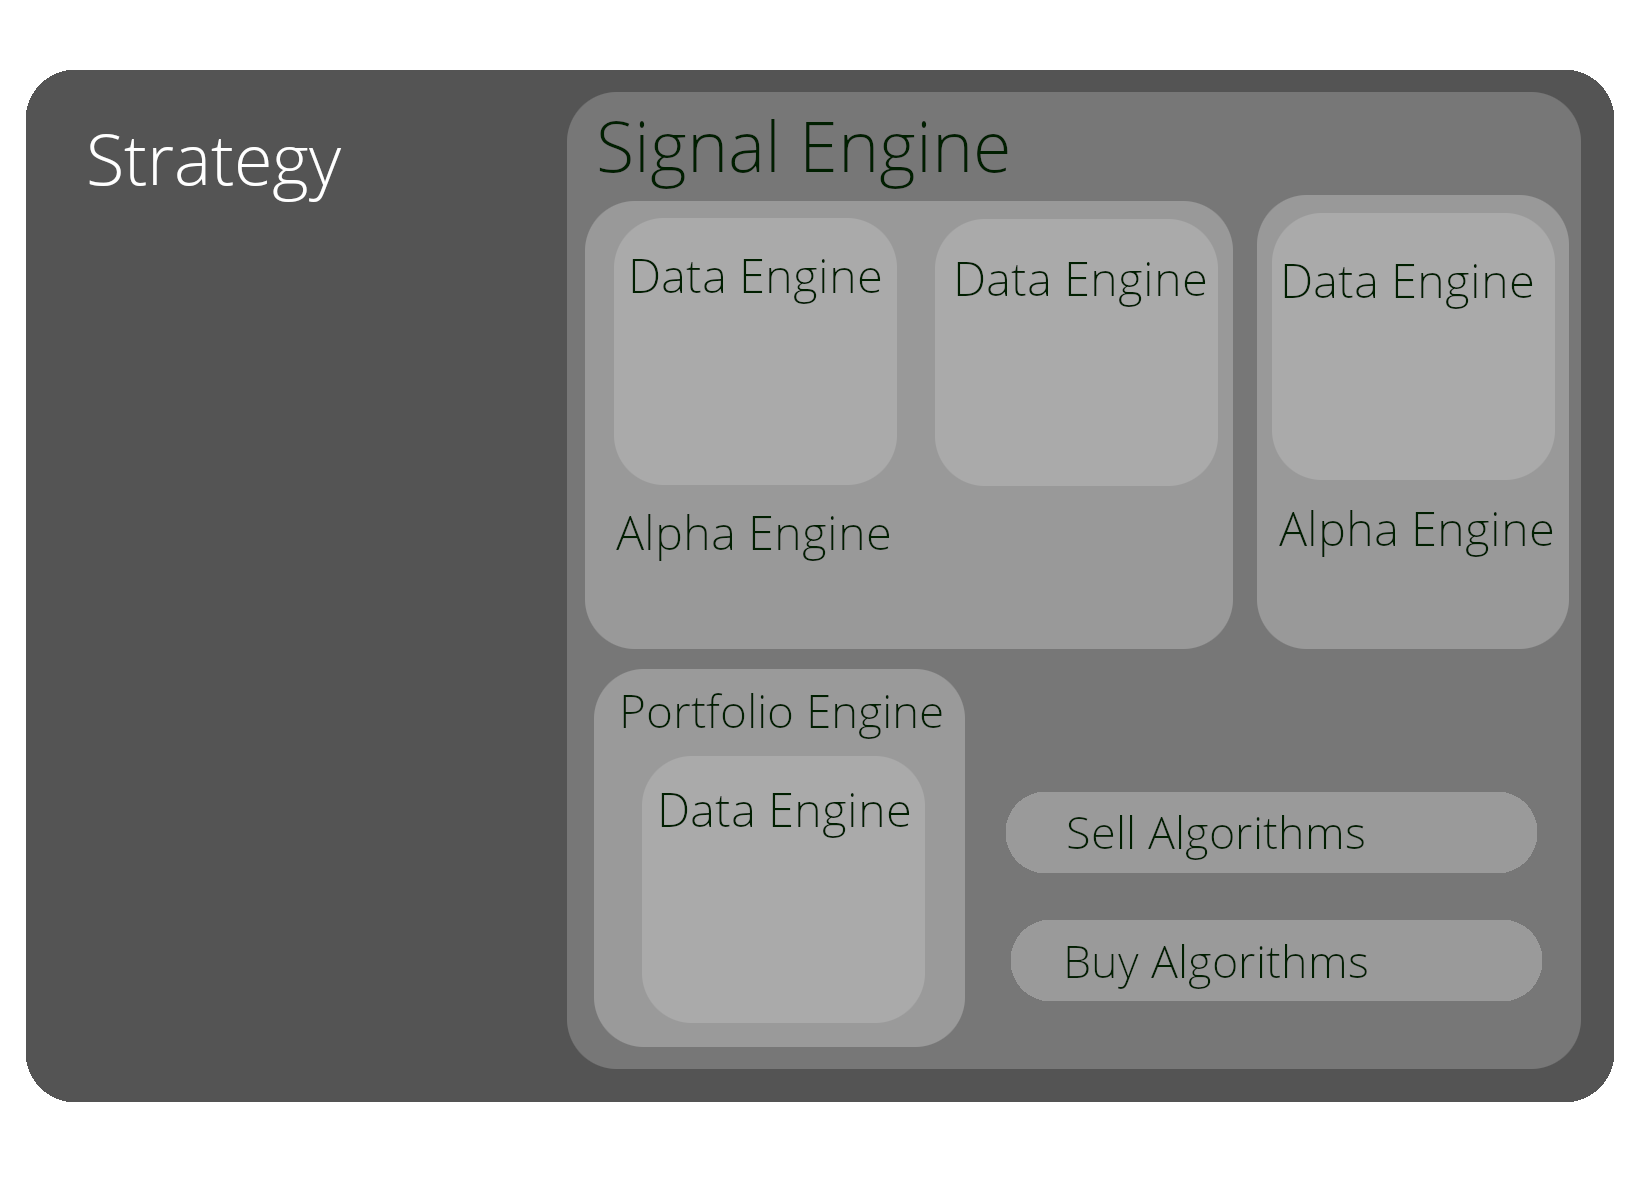 Strategy
Signal Engine
Data Engine
Data Engine
Data Engine
Alpha Engine
Alpha Engine
Portfolio Engine
Data Engine
Sell Algorithms
Buy Algorithms